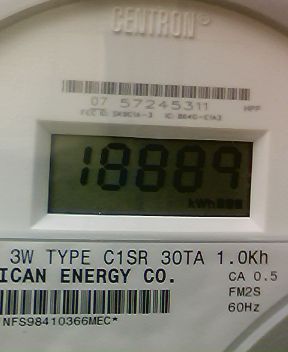 CENTRON®
07 57245311
18889
kWh
3W TYPE C1SR 30TA 1.0Kh
ICAN ENERGY CO.
CA 0.5
FM2S
60Hz
NFS98410366MEC*